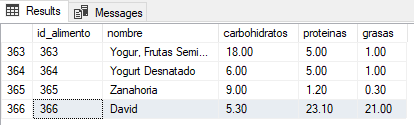 Results Messages
id_alimento nombre carbohidratos proteinas grasas
363 363 Yogur, Frutas Semi... 18.00 5.00 1.00
364 364 Yogurt Desnatado 6.00 5.00 1.00
365 365 Zanahoria 9.00 1.20 0.30
366 366 David 5.30 23.10 21.00